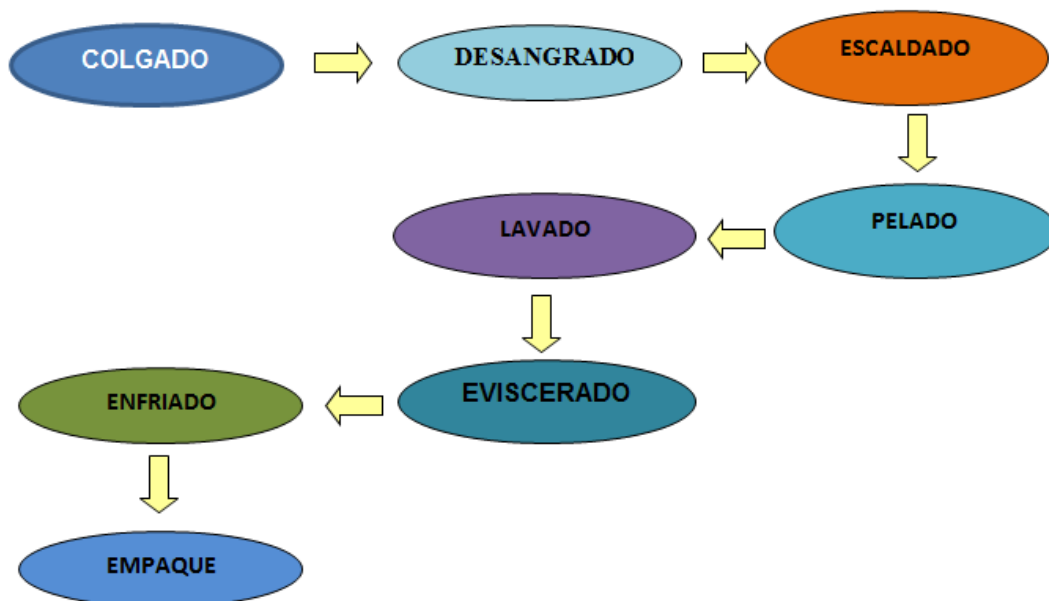 COLGADO
DESANGRADO
ESCALDADO
PELADO
LAVADO
EVISCERADO
ENFRIADO
EMPAQUE